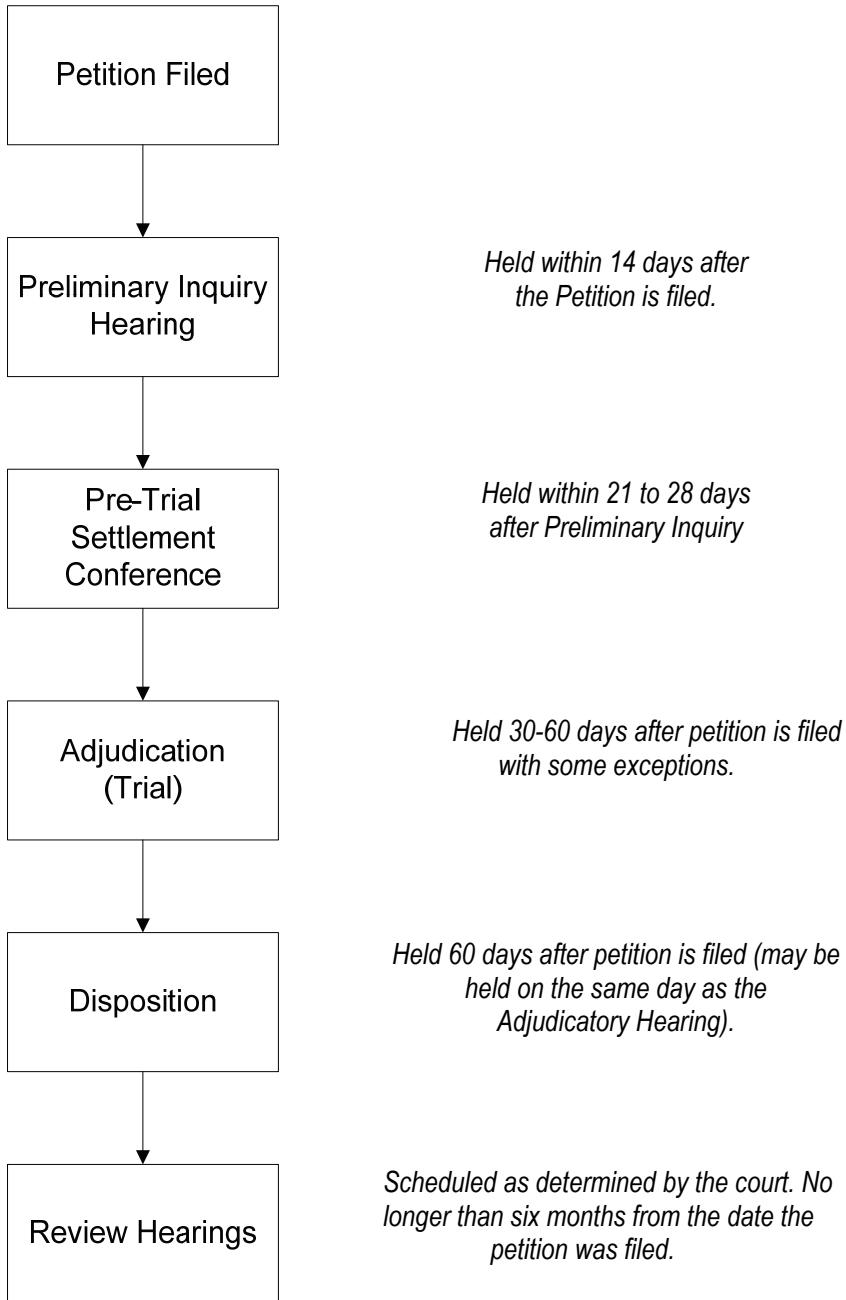 Petition Filed
Preliminary Inquiry
Hearing
Held within 14 days after
the Petition is filed.
Pre-Trial
Settlement
Conference
Held within 21 to 28 days
after Preliminary Inquiry
Adjudication
(Trial)
Held 30-60 days after petition is filed
with some exceptions.
Disposition
Held 60 days after petition is filed (may be
held on the same day as the
Adjudicatory Hearing).
Review Hearings
Scheduled as determined by the court. No
longer than six months from the date the
petition was filed.